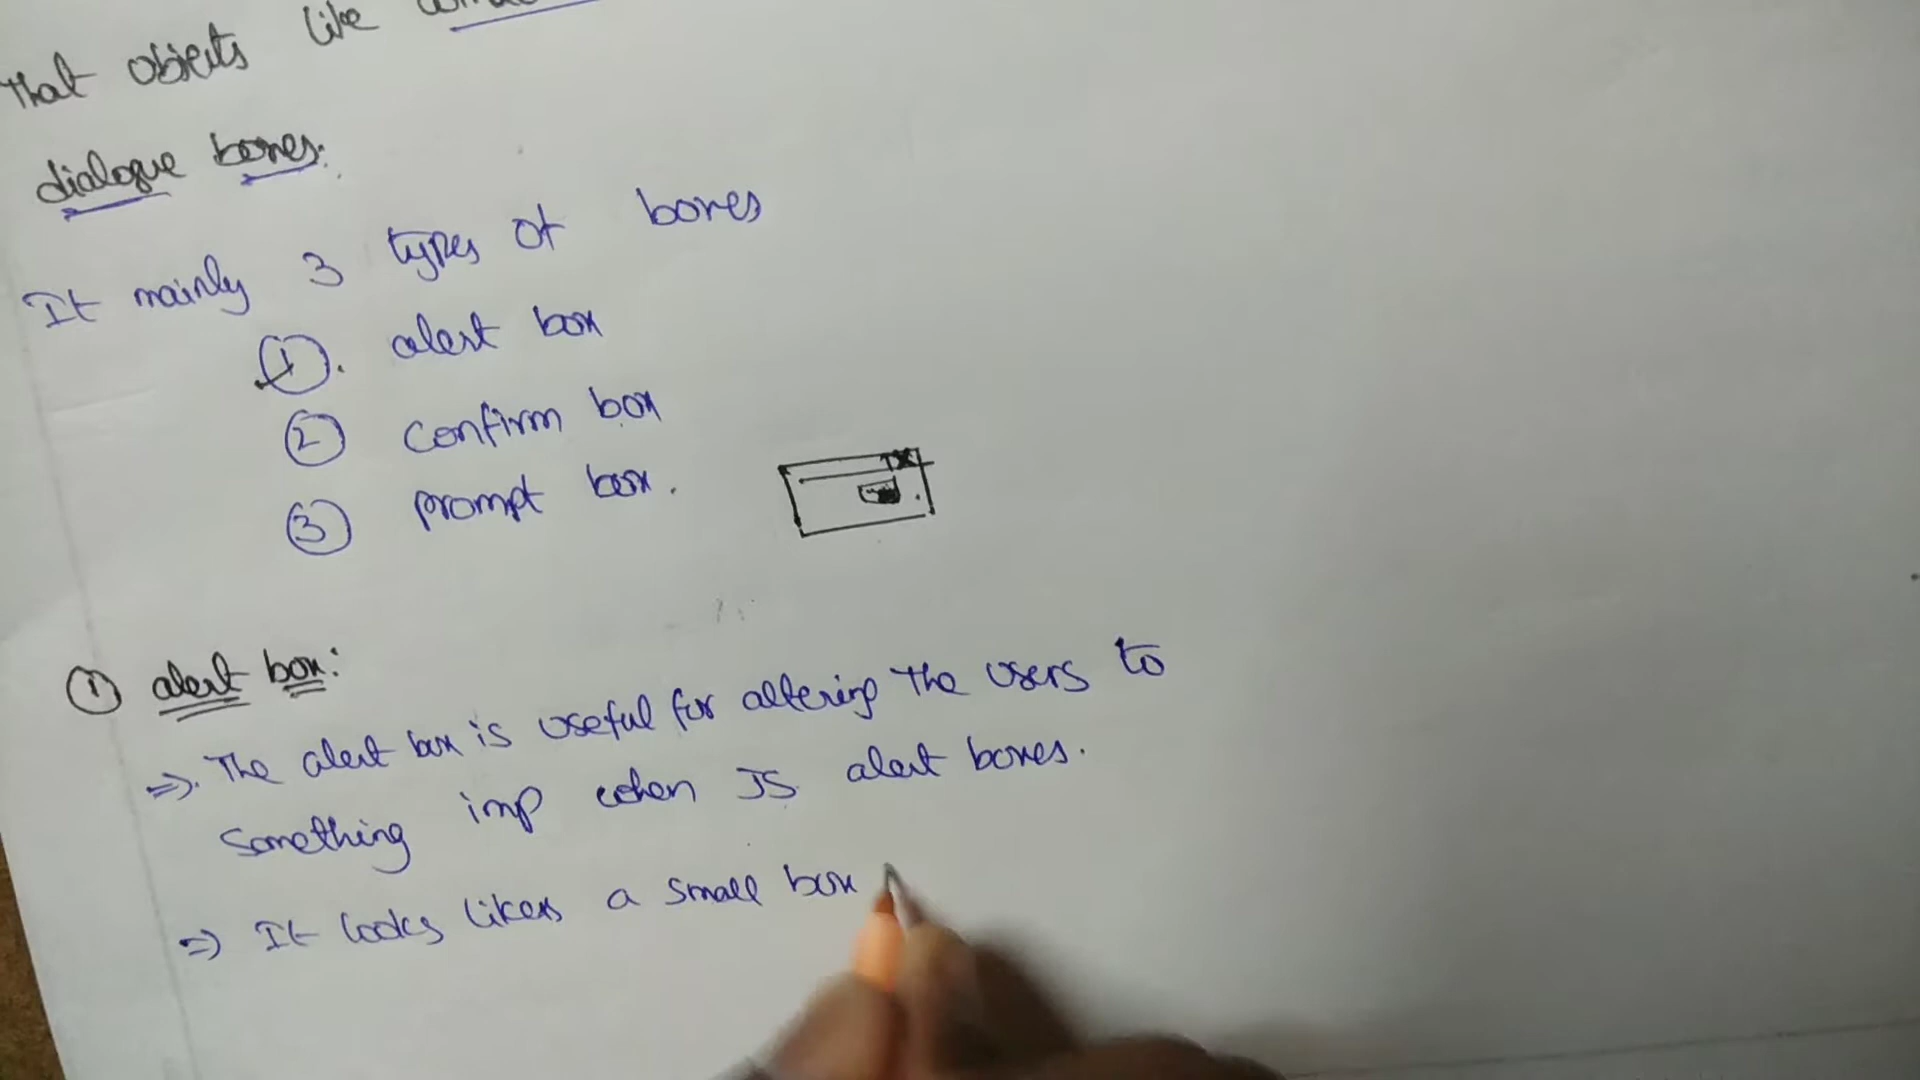 That objects like
dialogue boxes.
It mainly 3 types of boxes
1. alert box
2 confirm box
3 prompt box.
1 alert box:
=>. The alert box is useful for altering the users to
something imp when JS alert boxes.
=> It looks likes a small box